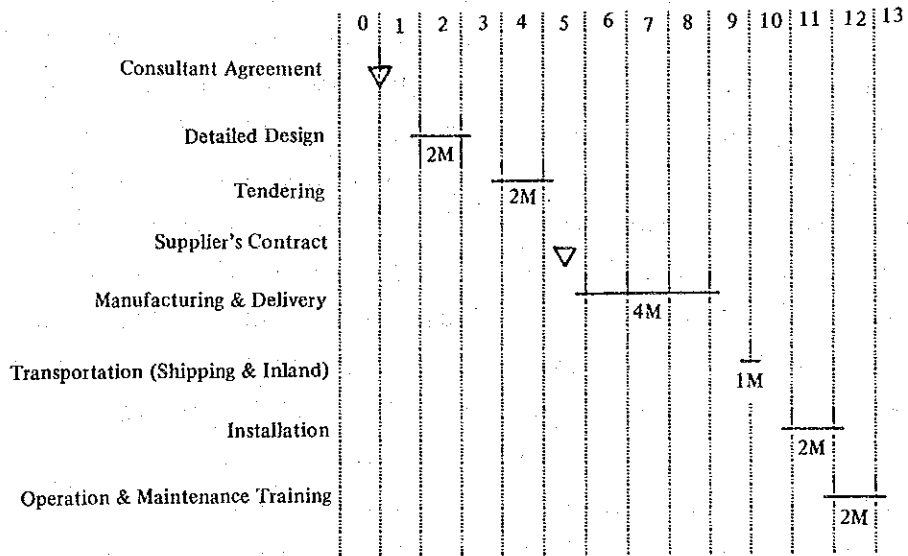 0 1 2 3 4 5 6 7 8 9 10 11 12 13
Consultant Agreement
Detailed Design
2M
Tendering
2M
Supplier's Contract
Manufacturing & Delivery
4M
Transportation (Shipping & Inland)
1M
Installation
2M
Operation & Maintenance Training
2M